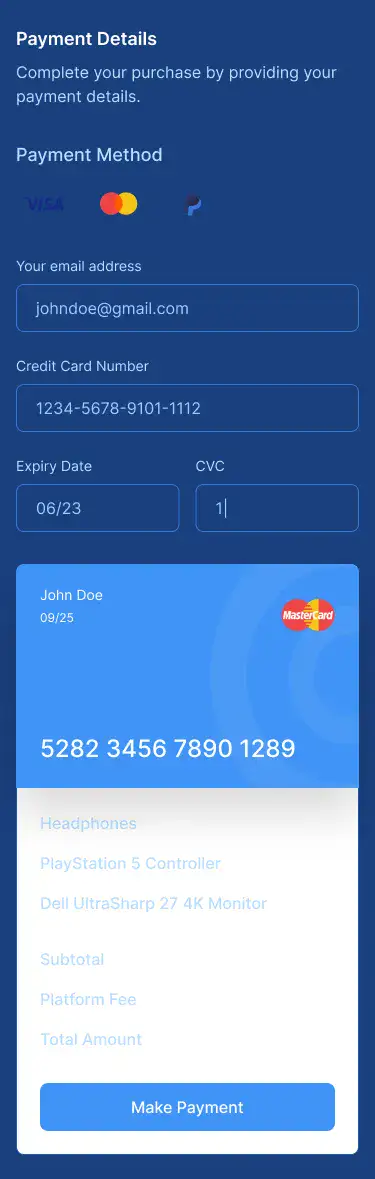 Payment Details
Complete your purchase by providing your
payment details.
Payment Method
VISA
Your email address
johndoe@gmail.com
Credit Card Number
1234-5678-9101-1112
Expiry Date CVC
06/23 1
John Doe
09/25
MasterCard
5282 3456 7890 1289
Headphones
PlayStation 5 Controller
Dell UltraSharp 27 4K Monitor
Subtotal
Platform Fee
Total Amount
Make Payment